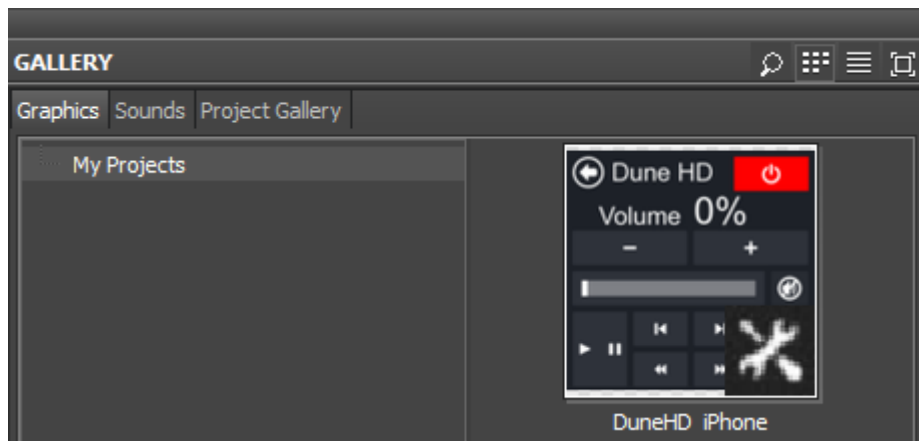 GALLERY
Graphics Sounds Project Gallery
My Projects
Dune HD
Volume 0%
- +
DuneHD iPhone